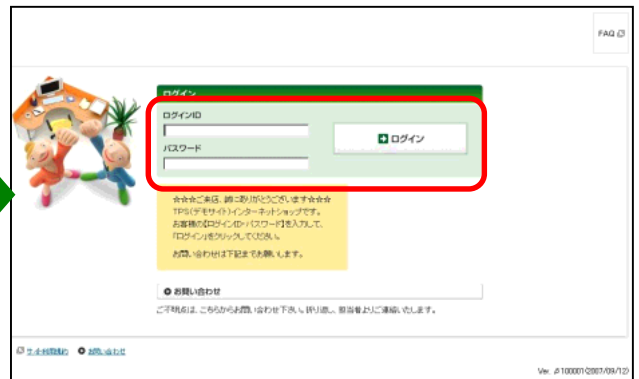 FAQ
ログイン
ログインID
パスワード
ログイン
☆☆☆ご来店、誠に有りがとうございます☆☆☆
TPS(デモサイト)インターネットショップです。
お客様の【ログインID・パスワード】を入力して、
「ログイン」をクリックしてください。
お問い合わせは下記までお願いします。
お問い合わせ
ご不明点は、こちらからお問い合わせ下さい。折り返し、担当者よりご連絡いたします。
サイト利用規約 お問い合わせ
(2007/09/12)